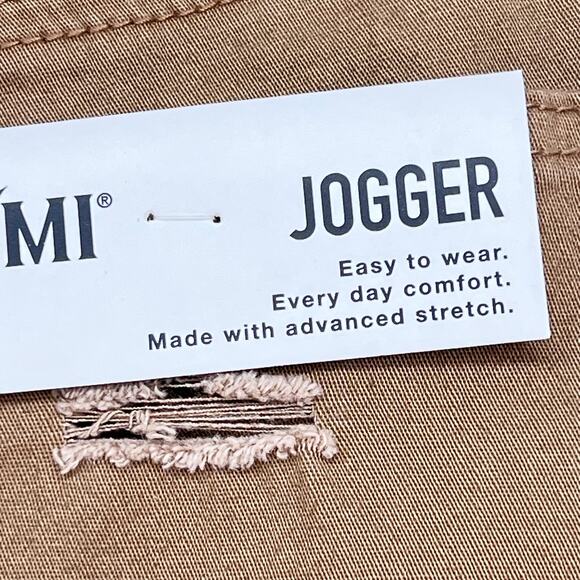 MI®
JOGGER
Easy to wear.
Every day comfort.
Made with advanced stretch.